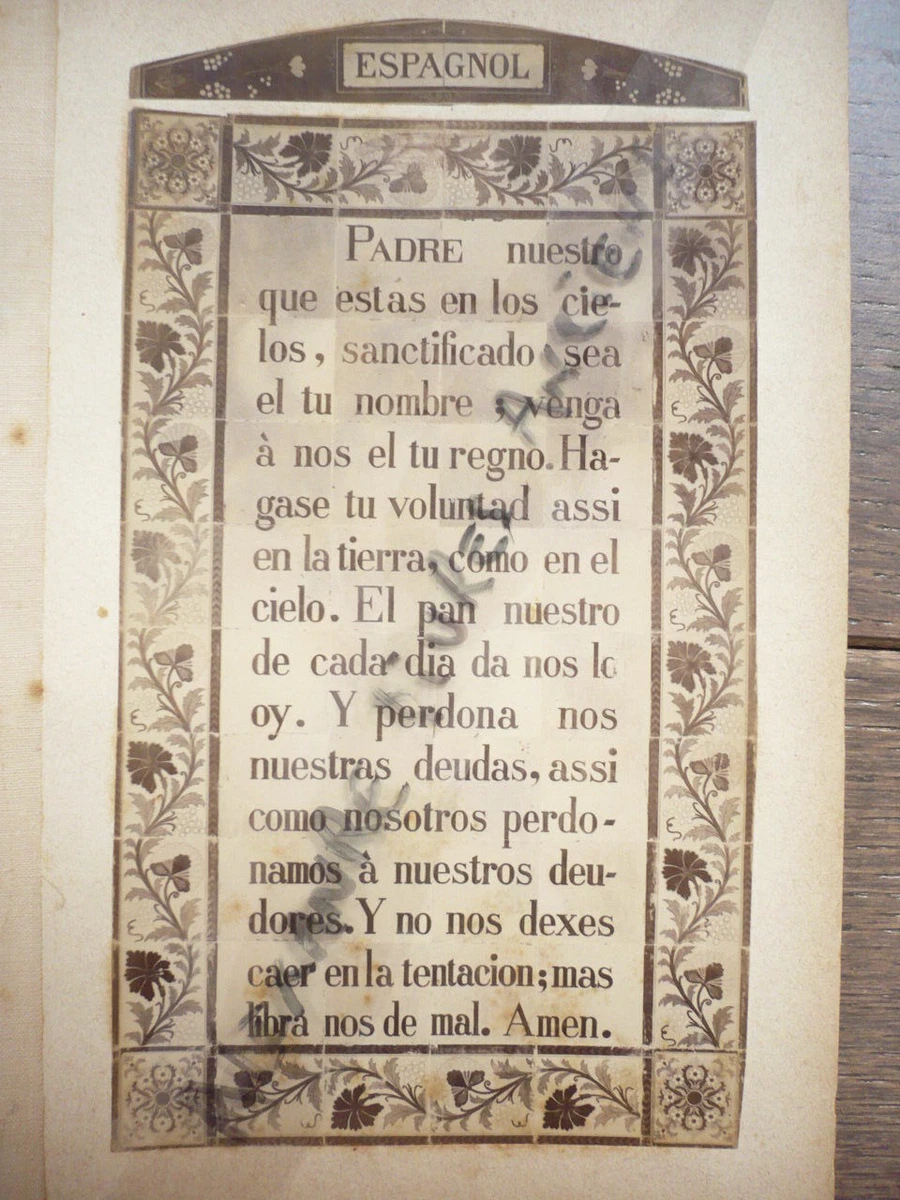 ESPAGNOL
PADRE nuestro
que estas en los cie-
los, sanctificado sea
el tu nombre ; venga
à nos el tu regno. Ha-
gase tu voluntad assi
en la tierra, como en el
cielo. El pan nuestro
de cada dia da nos lo
oy. Y perdona nos
nuestras deudas, assi
como nosotros perdo-
namos à nuestros deu-
dores. Y no nos dexes
caer en la tentacion; mas
libra nos de mal. Amen.